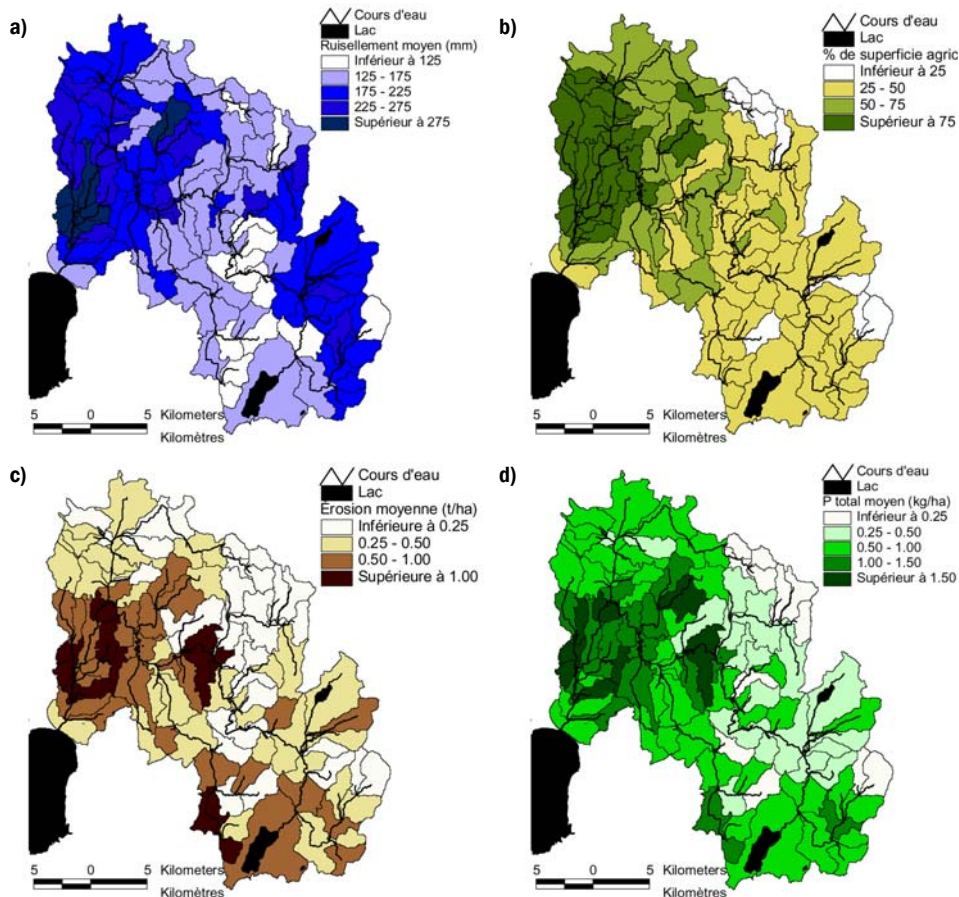 a)
Cours d'eau
Lac
Ruisellement moyen (mm)
Inférieur à 125
125 - 175
175 - 225
225 - 275
Supérieur à 275
5 0 5 Kilometers
Kilomètres
b)
Cours d'eau
Lac
% de superficie agric
Inférieur à 25
25 - 50
50 - 75
Supérieur à 75
5 0 5 Kilometers
Kilomètres
c)
Cours d'eau
Lac
Érosion moyenne (t/ha)
Inférieure à 0.25
0.25 - 0.50
0.50 - 1.00
Supérieure à 1.00
5 0 5 Kilometers
Kilomètres
d)
Cours d'eau
Lac
P total moyen (kg/ha)
Inférieur à 0.25
0.25 - 0.50
0.50 - 1.00
1.00 - 1.50
Supérieur à 1.50
5 0 5 Kilometers
Kilomètres